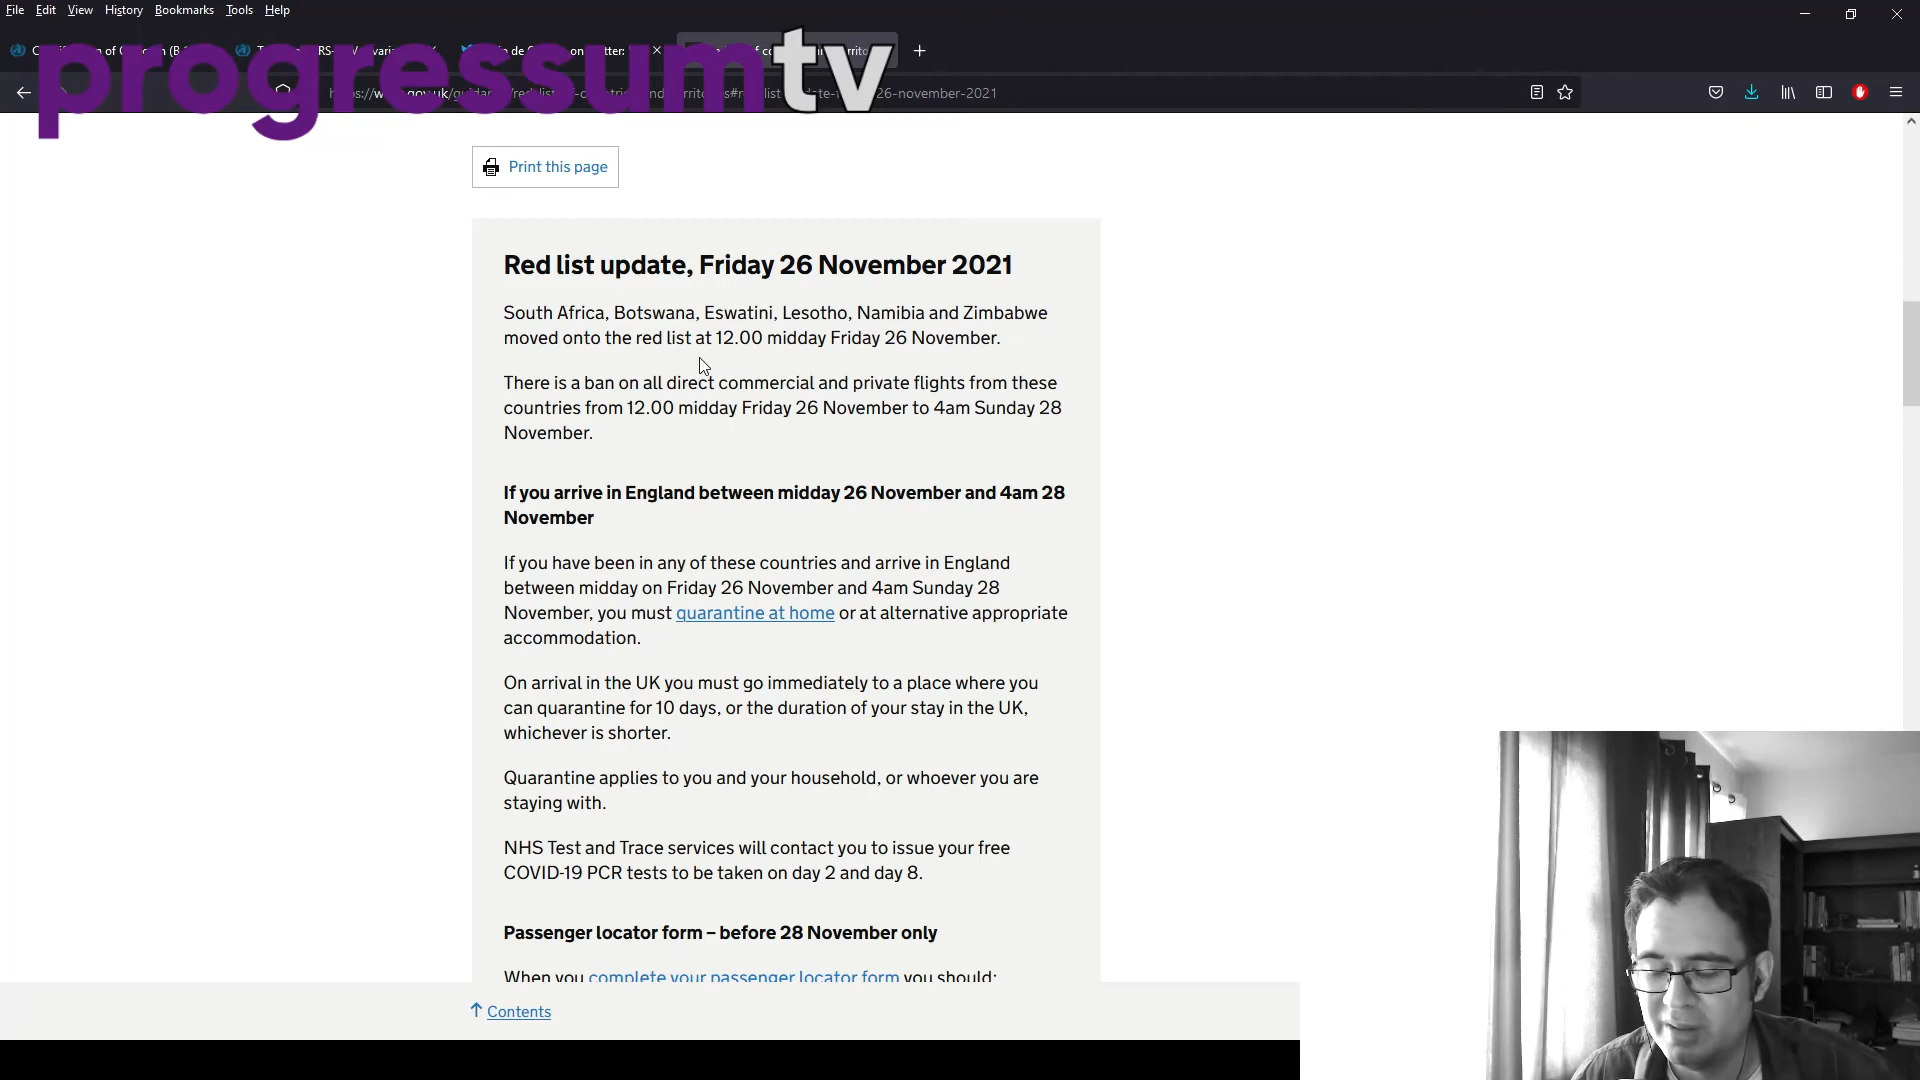 File Edit View History Bookmarks Tools Help
progressumtv
Print this page
Red list update, Friday 26 November 2021
South Africa, Botswana, Eswatini, Lesotho, Namibia and Zimbabwe
moved onto the red list at 12.00 midday Friday 26 November.
There is a ban on all direct commercial and private flights from these
countries from 12.00 midday Friday 26 November to 4am Sunday 28
November.
If you arrive in England between midday 26 November and 4am 28
November
If you have been in any of these countries and arrive in England
between midday on Friday 26 November and 4am Sunday 28
November, you must quarantine at home or at alternative appropriate
accommodation.
On arrival in the UK you must go immediately to a place where you
can quarantine for 10 days, or the duration of your stay in the UK,
whichever is shorter.
Quarantine applies to you and your household, or whoever you are
staying with.
NHS Test and Trace services will contact you to issue your free
COVID-19 PCR tests to be taken on day 2 and day 8.
Passenger locator form – before 28 November only
When you complete your passenger locator form you should:
Contents